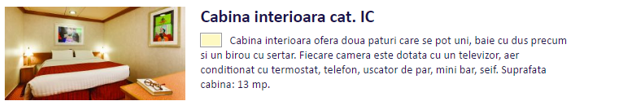 Cabina interioara cat. IC
Cabina interioara ofera doua paturi care se pot uni, baie cu dus precum
si un birou cu sertar. Fiecare camera este dotata cu un televizor, aer
conditionat cu termostat, telefon, uscator de par, mini bar, seif. Suprafata
cabina: 13 mp.